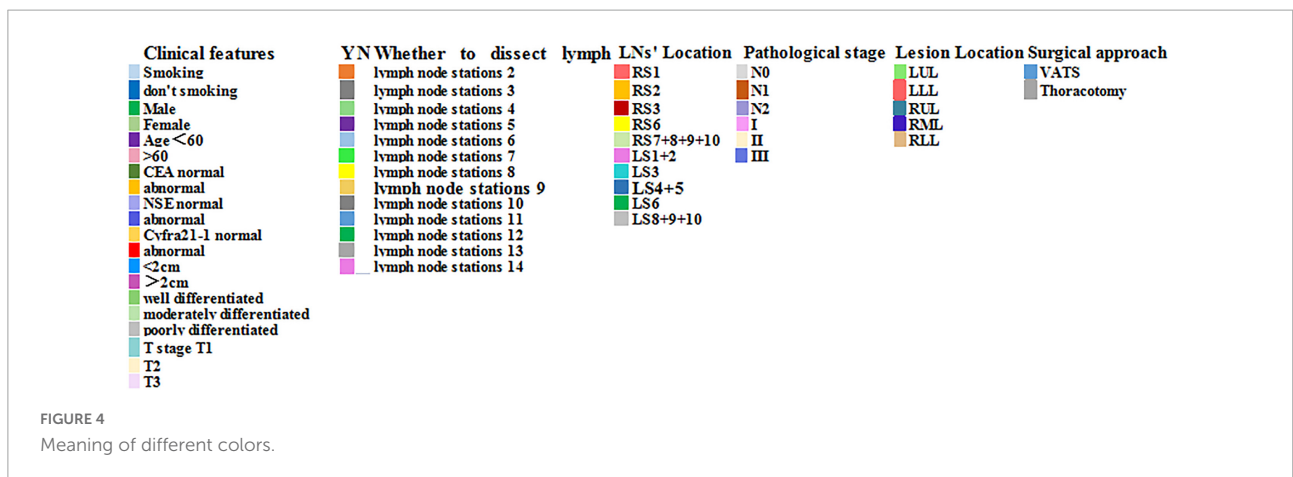 Clinical features
Smoking
don't smoking
Male
Female
Age＜60
>60
CEA normal
abnormal
NSE normal
abnormal
Cyfra21-1 normal
abnormal
<2cm
＞2cm
well differentiated
moderately differentiated
poorly differentiated
T stage T1
T2
T3
Y N Whether to dissect lymph
lymph node stations 2
lymph node stations 3
lymph node stations 4
lymph node stations 5
lymph node stations 6
lymph node stations 7
lymph node stations 8
lymph node stations 9
lymph node stations 10
lymph node stations 11
lymph node stations 12
lymph node stations 13
lymph node stations 14
LNs' Location
RS1
RS2
RS3
RS6
RS7+8+9+10
LS1+2
LS3
LS4+5
LS6
LS8+9+10
Pathological stage
N0
N1
N2
I
II
III
Lesion Location
LUL
LLL
RUL
RML
RLL
Surgical approach
VATS
Thoracotomy
FIGURE 4
Meaning of different colors.